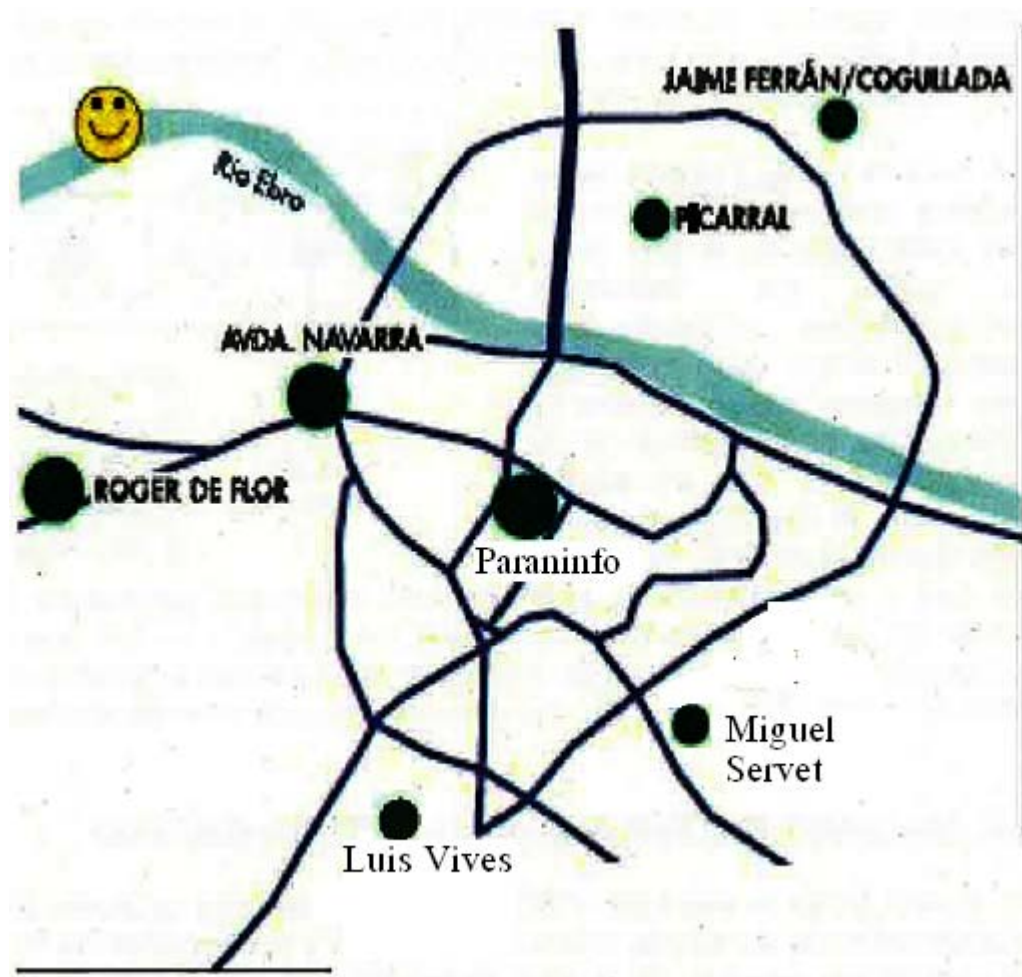 JAIME FERRÁN/COGULLADA
Río Ebro
PICARRAL
AVDA. NAVARRA
ROGER DE FLOR
Paraninfo
Miguel
Servet
Luis Vives